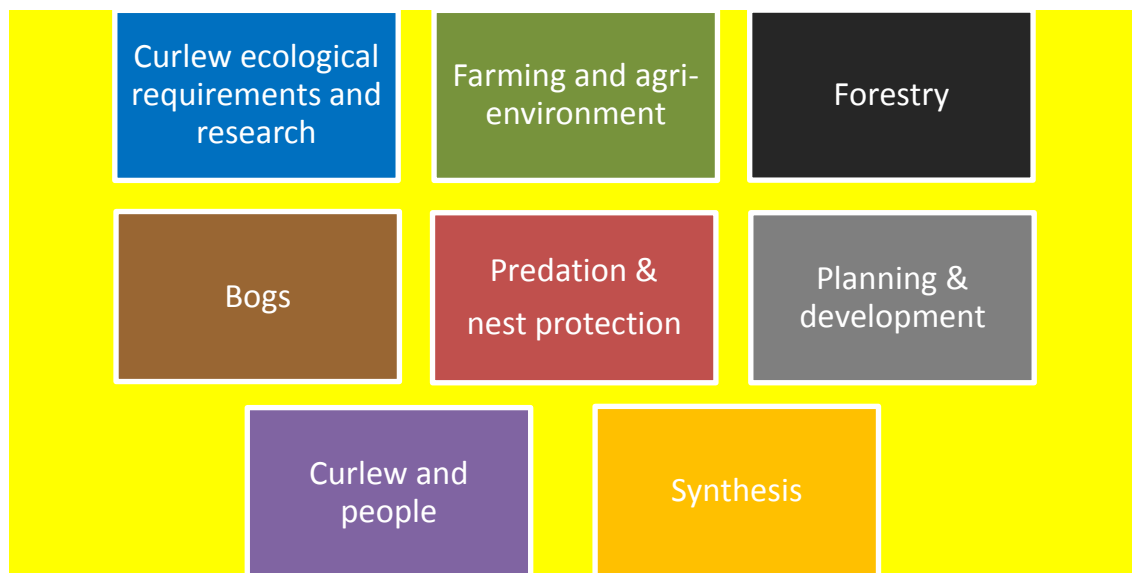 Curlew ecological
requirements and
research
Farming and agri-
environment
Forestry
Bogs
Predation &
nest protection
Planning &
development
Curlew and
people
Synthesis